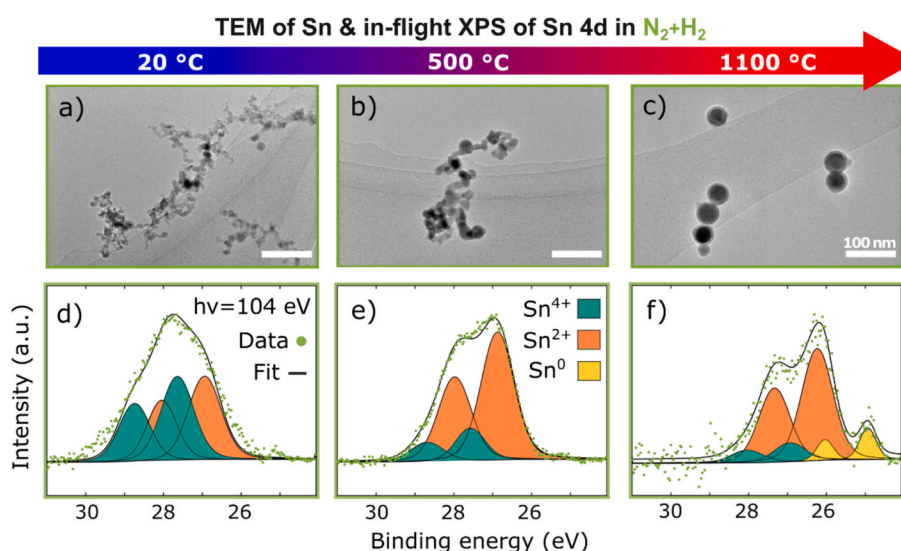 TEM of Sn & in-flight XPS of Sn 4d in N₂+H₂
20 °C 500 °C 1100 °C
a) b) c)
100 nm
d) hν=104 eV e) f)
Data
Fit
Sn⁴⁺
Sn²⁺
Sn⁰
Intensity (a.u.)
30 28 26 30 28 26 30 28 26
Binding energy (eV)